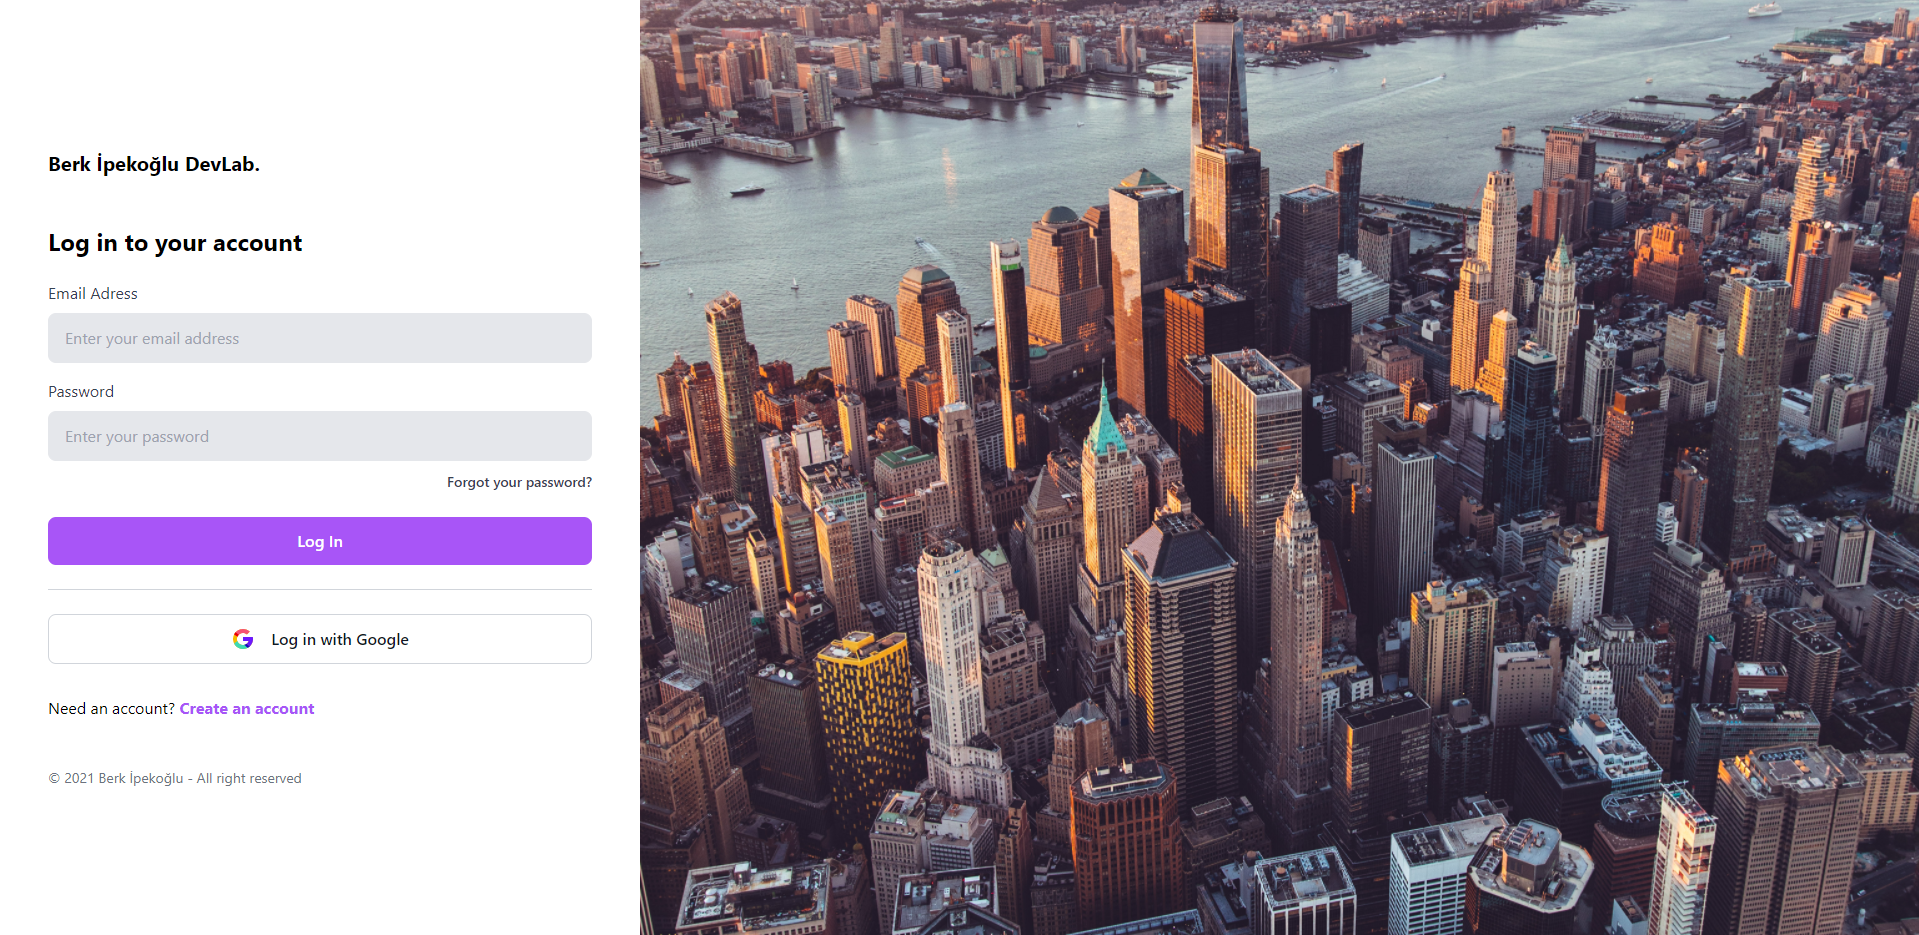 Berk İpekoğlu DevLab.
Log in to your account
Email Adress
Enter your email address
Password
Enter your password
Forgot your password?
Log In
Log in with Google
Need an account? Create an account
© 2021 Berk İpekoğlu - All right reserved